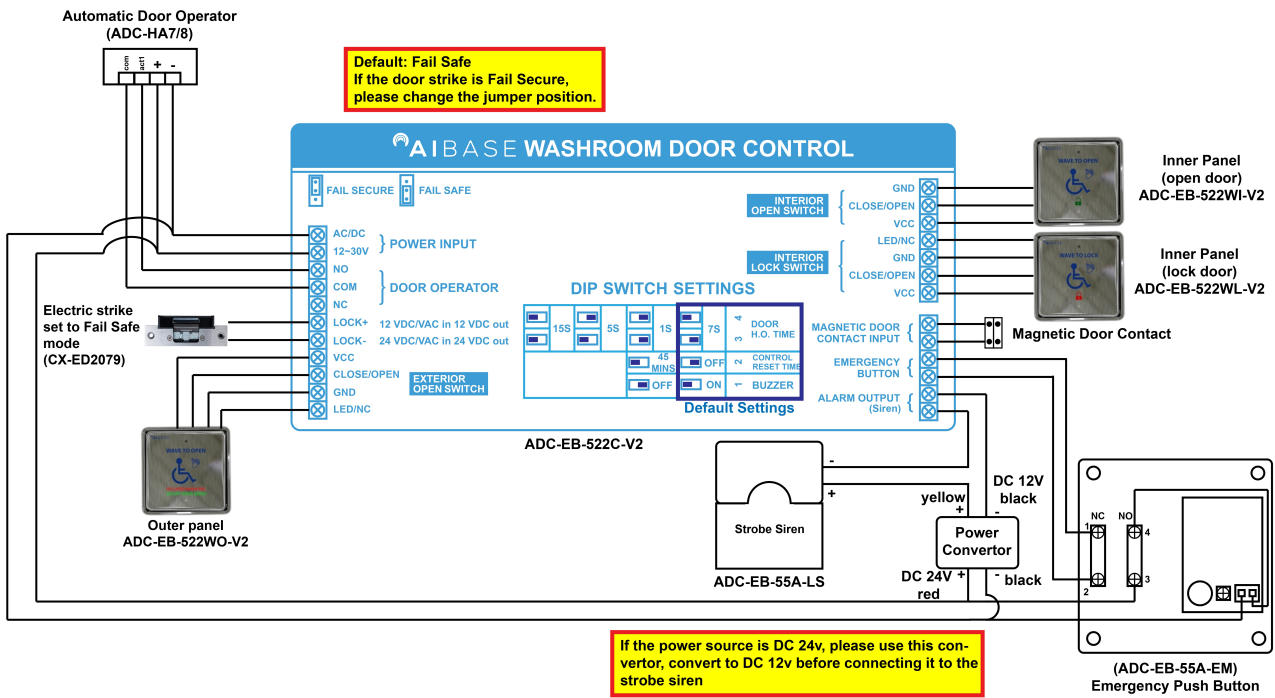 Automatic Door Operator
(ADC-HA7/8)
com act1 + -
Default: Fail Safe
If the door strike is Fail Secure,
please change the jumper position.
AIBASE WASHROOM DOOR CONTROL
FAIL SECURE
FAIL SAFE
AC/DC
12~30V
POWER INPUT
NO
COM
NC
DOOR OPERATOR
LOCK+ 12 VDC/VAC in 12 VDC out
LOCK- 24 VDC/VAC in 24 VDC out
VCC
CLOSE/OPEN
GND
LED/NC
EXTERIOR
OPEN SWITCH
Electric strike
set to Fail Safe
mode
(CX-ED2079)
WAVE TO OPEN
Outer panel
ADC-EB-522WO-V2
DIP SWITCH SETTINGS
15S
5S
1S
7S
4
3
DOOR
H.O. TIME
45
MINS
OFF
2
CONTROL
RESET TIME
OFF
ON
1
BUZZER
Default Settings
INTERIOR
OPEN SWITCH
GND
CLOSE/OPEN
VCC
INTERIOR
LOCK SWITCH
LED/NC
GND
CLOSE/OPEN
VCC
MAGNETIC DOOR
CONTACT INPUT
EMERGENCY
BUTTON
ALARM OUTPUT
(Siren)
ADC-EB-522C-V2
WAVE TO OPEN
Inner Panel
(open door)
ADC-EB-522WI-V2
WAVE TO LOCK
Inner Panel
(lock door)
ADC-EB-522WL-V2
Magnetic Door Contact
-
+
Strobe Siren
ADC-EB-55A-LS
yellow
+
DC 12V
black
-
Power
Convertor
DC 24V +
red
- black
NC
NO
1
4
2
3
(ADC-EB-55A-EM)
Emergency Push Button
If the power source is DC 24v, please use this con-
vertor, convert to DC 12v before connecting it to the
strobe siren